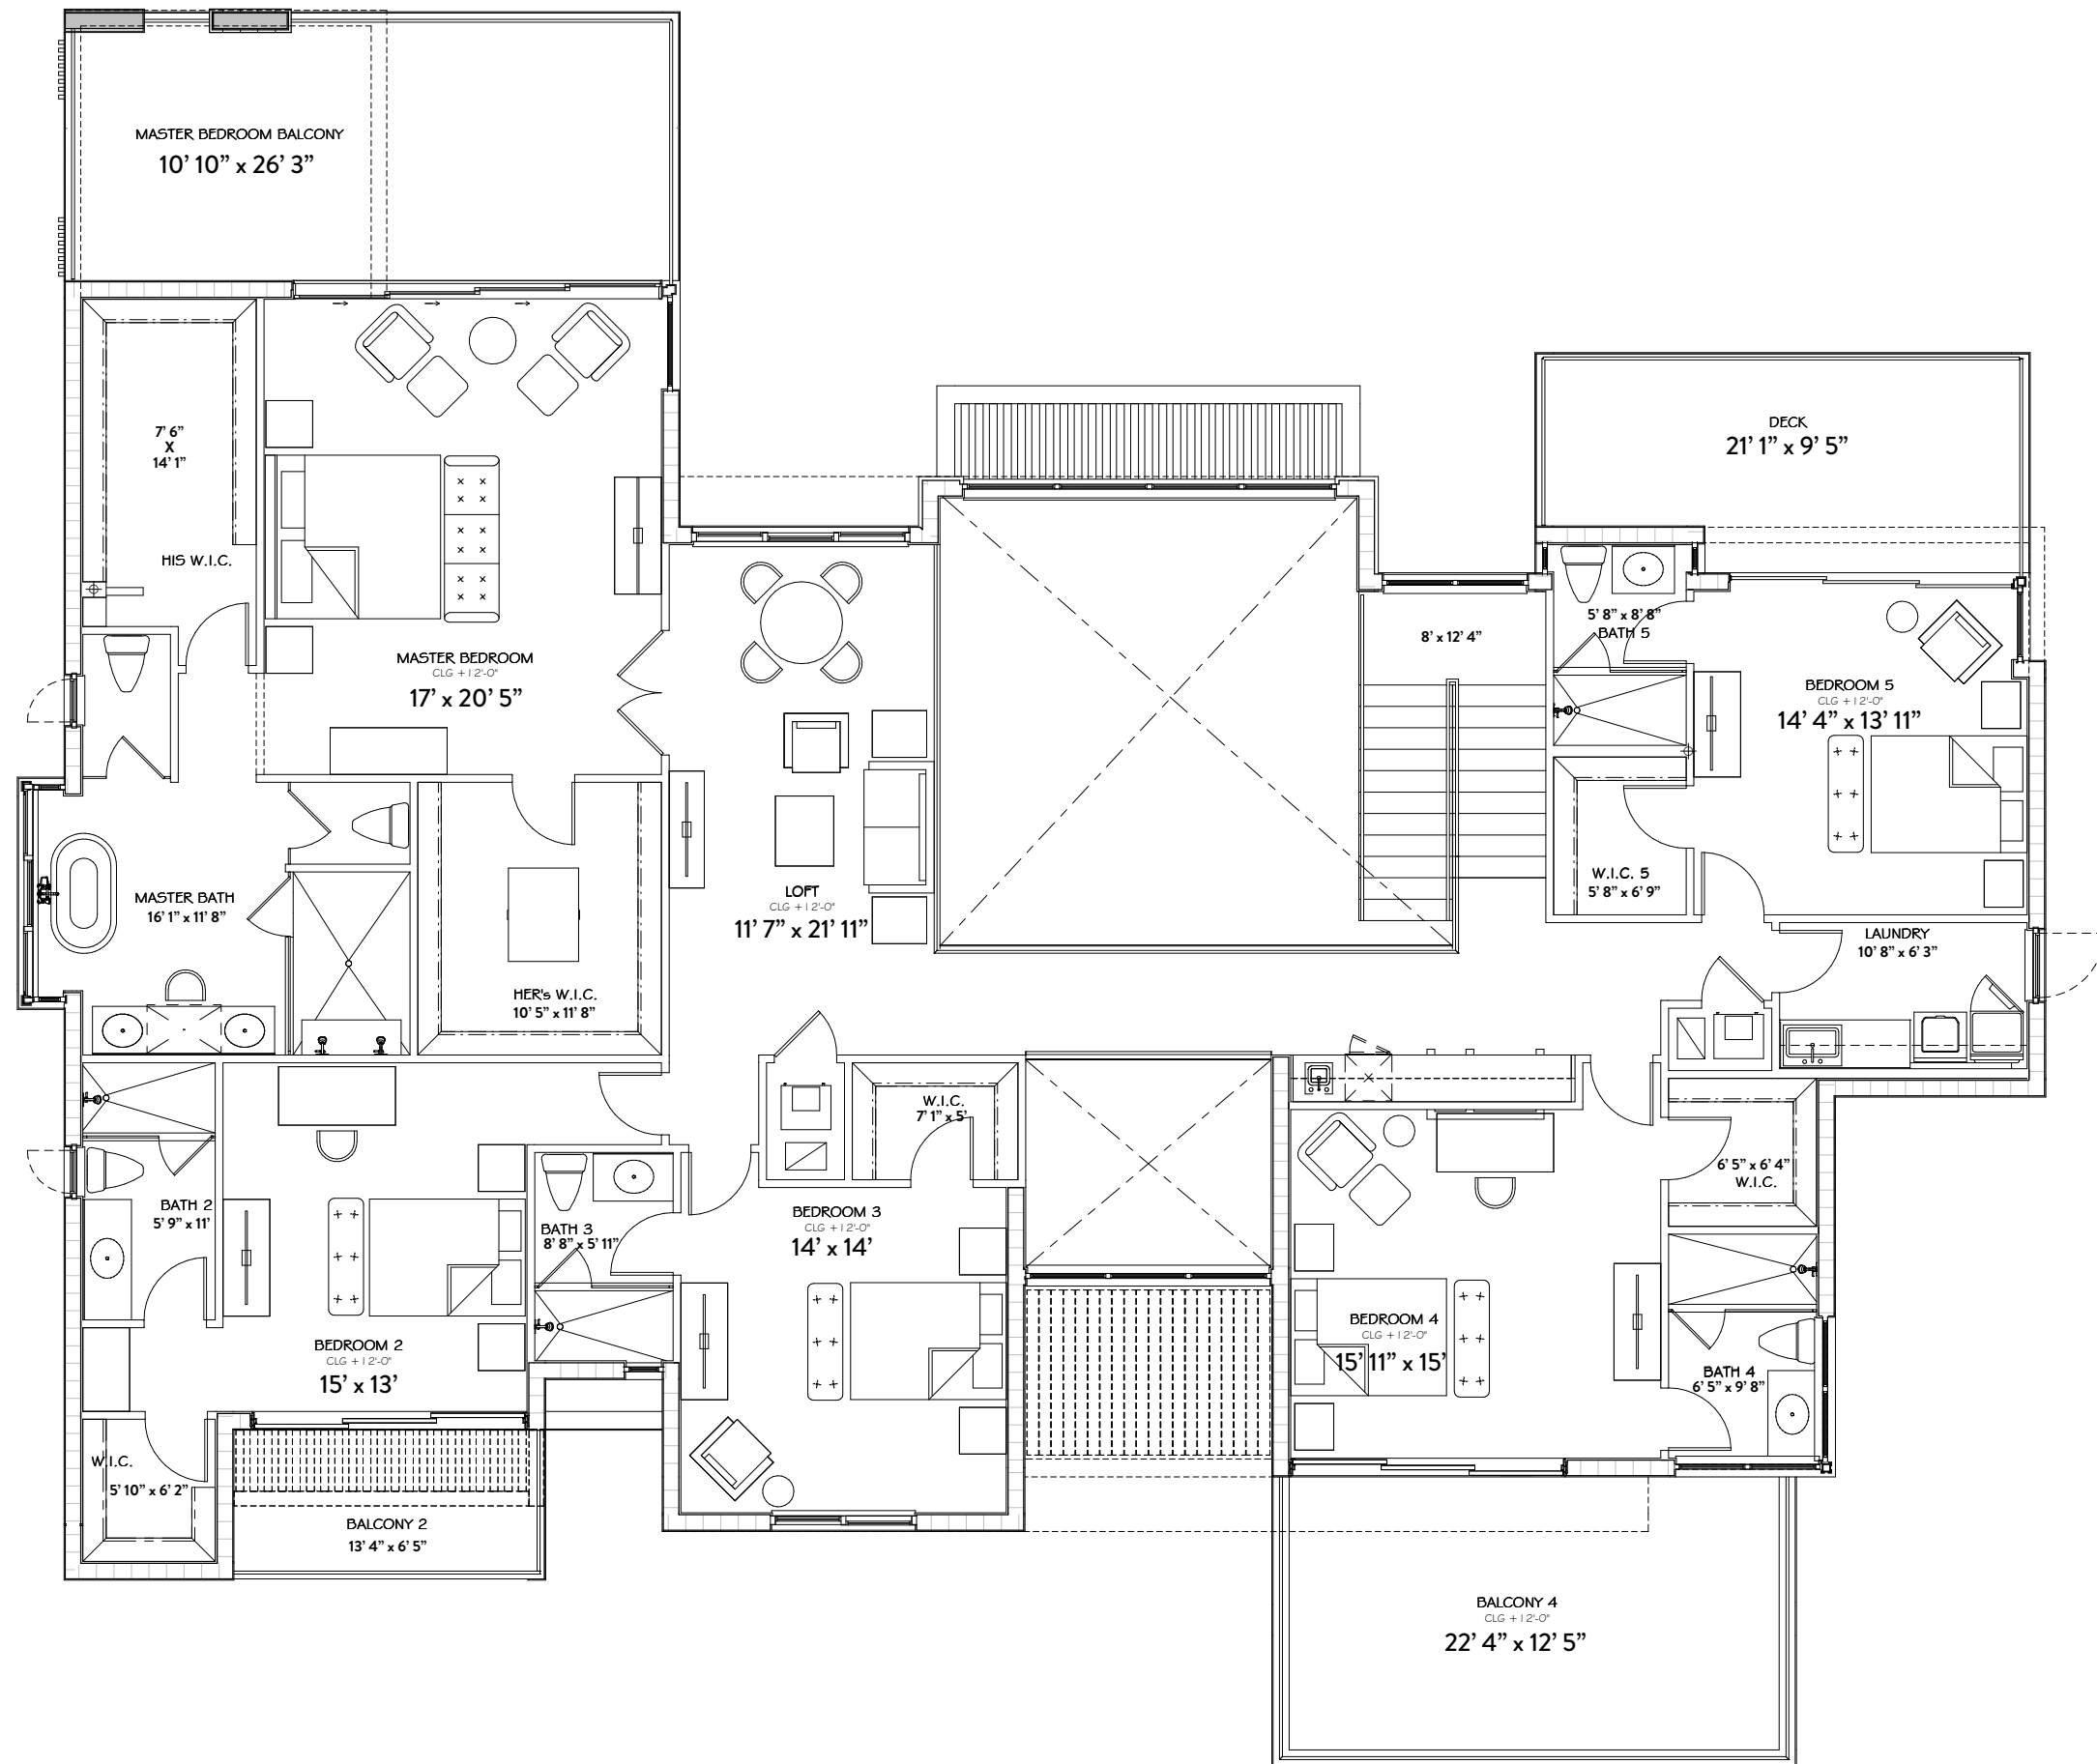 MASTER BEDROOM BALCONY
10’ 10” x 26’ 3”
7’ 6”
X
14’ 1”
HIS W.I.C.
MASTER BEDROOM
CLG +12'-0"
17’ x 20’ 5”
DECK
21’ 1” x 9’ 5”
8’ x 12’ 4”
5’ 8” x 8’ 8”
BATH 5
BEDROOM 5
CLG +12'-0"
14’ 4” x 13’ 11”
W.I.C. 5
5’ 8” x 6’ 9”
LOFT
CLG +12'-0"
11’ 7” x 21’ 11”
MASTER BATH
16’ 1” x 11’ 8”
HER's W.I.C.
10’ 5” x 11’ 8”
LAUNDRY
10’ 8” x 6’ 3”
W.I.C.
7’ 1” x 5’
6’ 5” x 6’ 4”
W.I.C.
BATH 2
5’ 9” x 11’
BATH 3
8’ 8” x 5’ 11”
BEDROOM 3
CLG +12'-0"
14’ x 14’
BEDROOM 2
CLG +12'-0"
15’ x 13’
BEDROOM 4
CLG +12'-0"
15’ 11” x 15’
BATH 4
6’ 5” x 9’ 8”
W.I.C.
5’ 10” x 6’ 2”
BALCONY 2
13’ 4” x 6’ 5”
BALCONY 4
CLG +12'-0"
22’ 4” x 12’ 5”